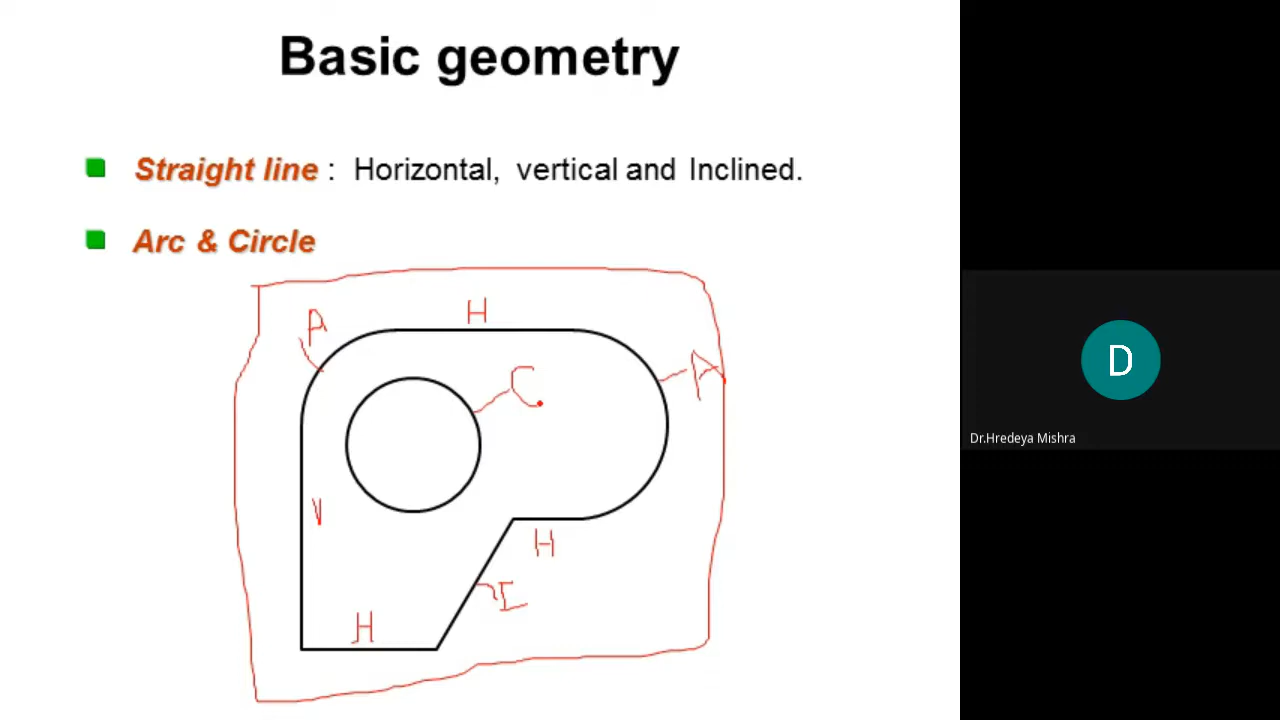 Basic geometry
Straight line : Horizontal, vertical and Inclined.
Arc & Circle
A
H
A
C
V
H
I
H
D
Dr.Hredeya Mishra